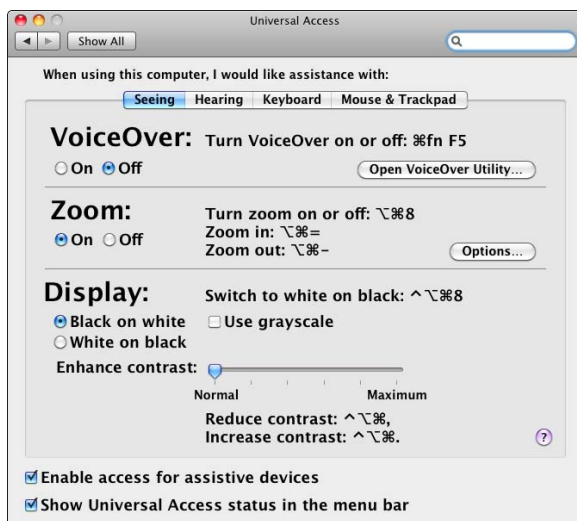 Universal Access
Show All
When using this computer, I would like assistance with:
Seeing Hearing Keyboard Mouse & Trackpad
VoiceOver: Turn VoiceOver on or off: ⌘fn F5
On Off Open VoiceOver Utility...
Zoom: Turn zoom on or off: ⌥⌘8
On Off Zoom in: ⌥⌘=
Zoom out: ⌥⌘- Options...
Display: Switch to white on black: ^⌥⌘8
Black on white Use grayscale
White on black
Enhance contrast:
Normal Maximum
Reduce contrast: ^⌥⌘,
Increase contrast: ^⌥⌘. ?
Enable access for assistive devices
Show Universal Access status in the menu bar